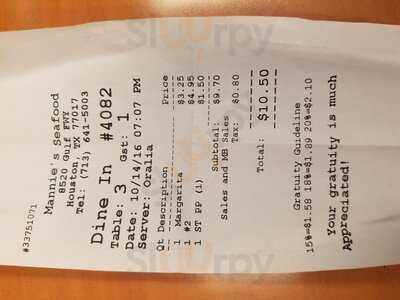 #33751071
Mannie's Seafood
8520 Gulf FWY
Houston, TX 77017
Tel: (713) 641-5003
Dine In #4082
Table: 3 Gst: 1
Date: 10/14/16 07:07 PM
Server: Oralia
Qt Description Price
1 Margarita $3.25
1 #2 $4.95
1 ST PP (1) $1.50
Subtotal: $9.70
Sales and MB Sales
Tax: $0.80
Total: $10.50
Gratuity Guideline
15%=$1.58 18%=$1.89 20%=$2.10
Your gratuity is much
Appreciated!
Sluurpy